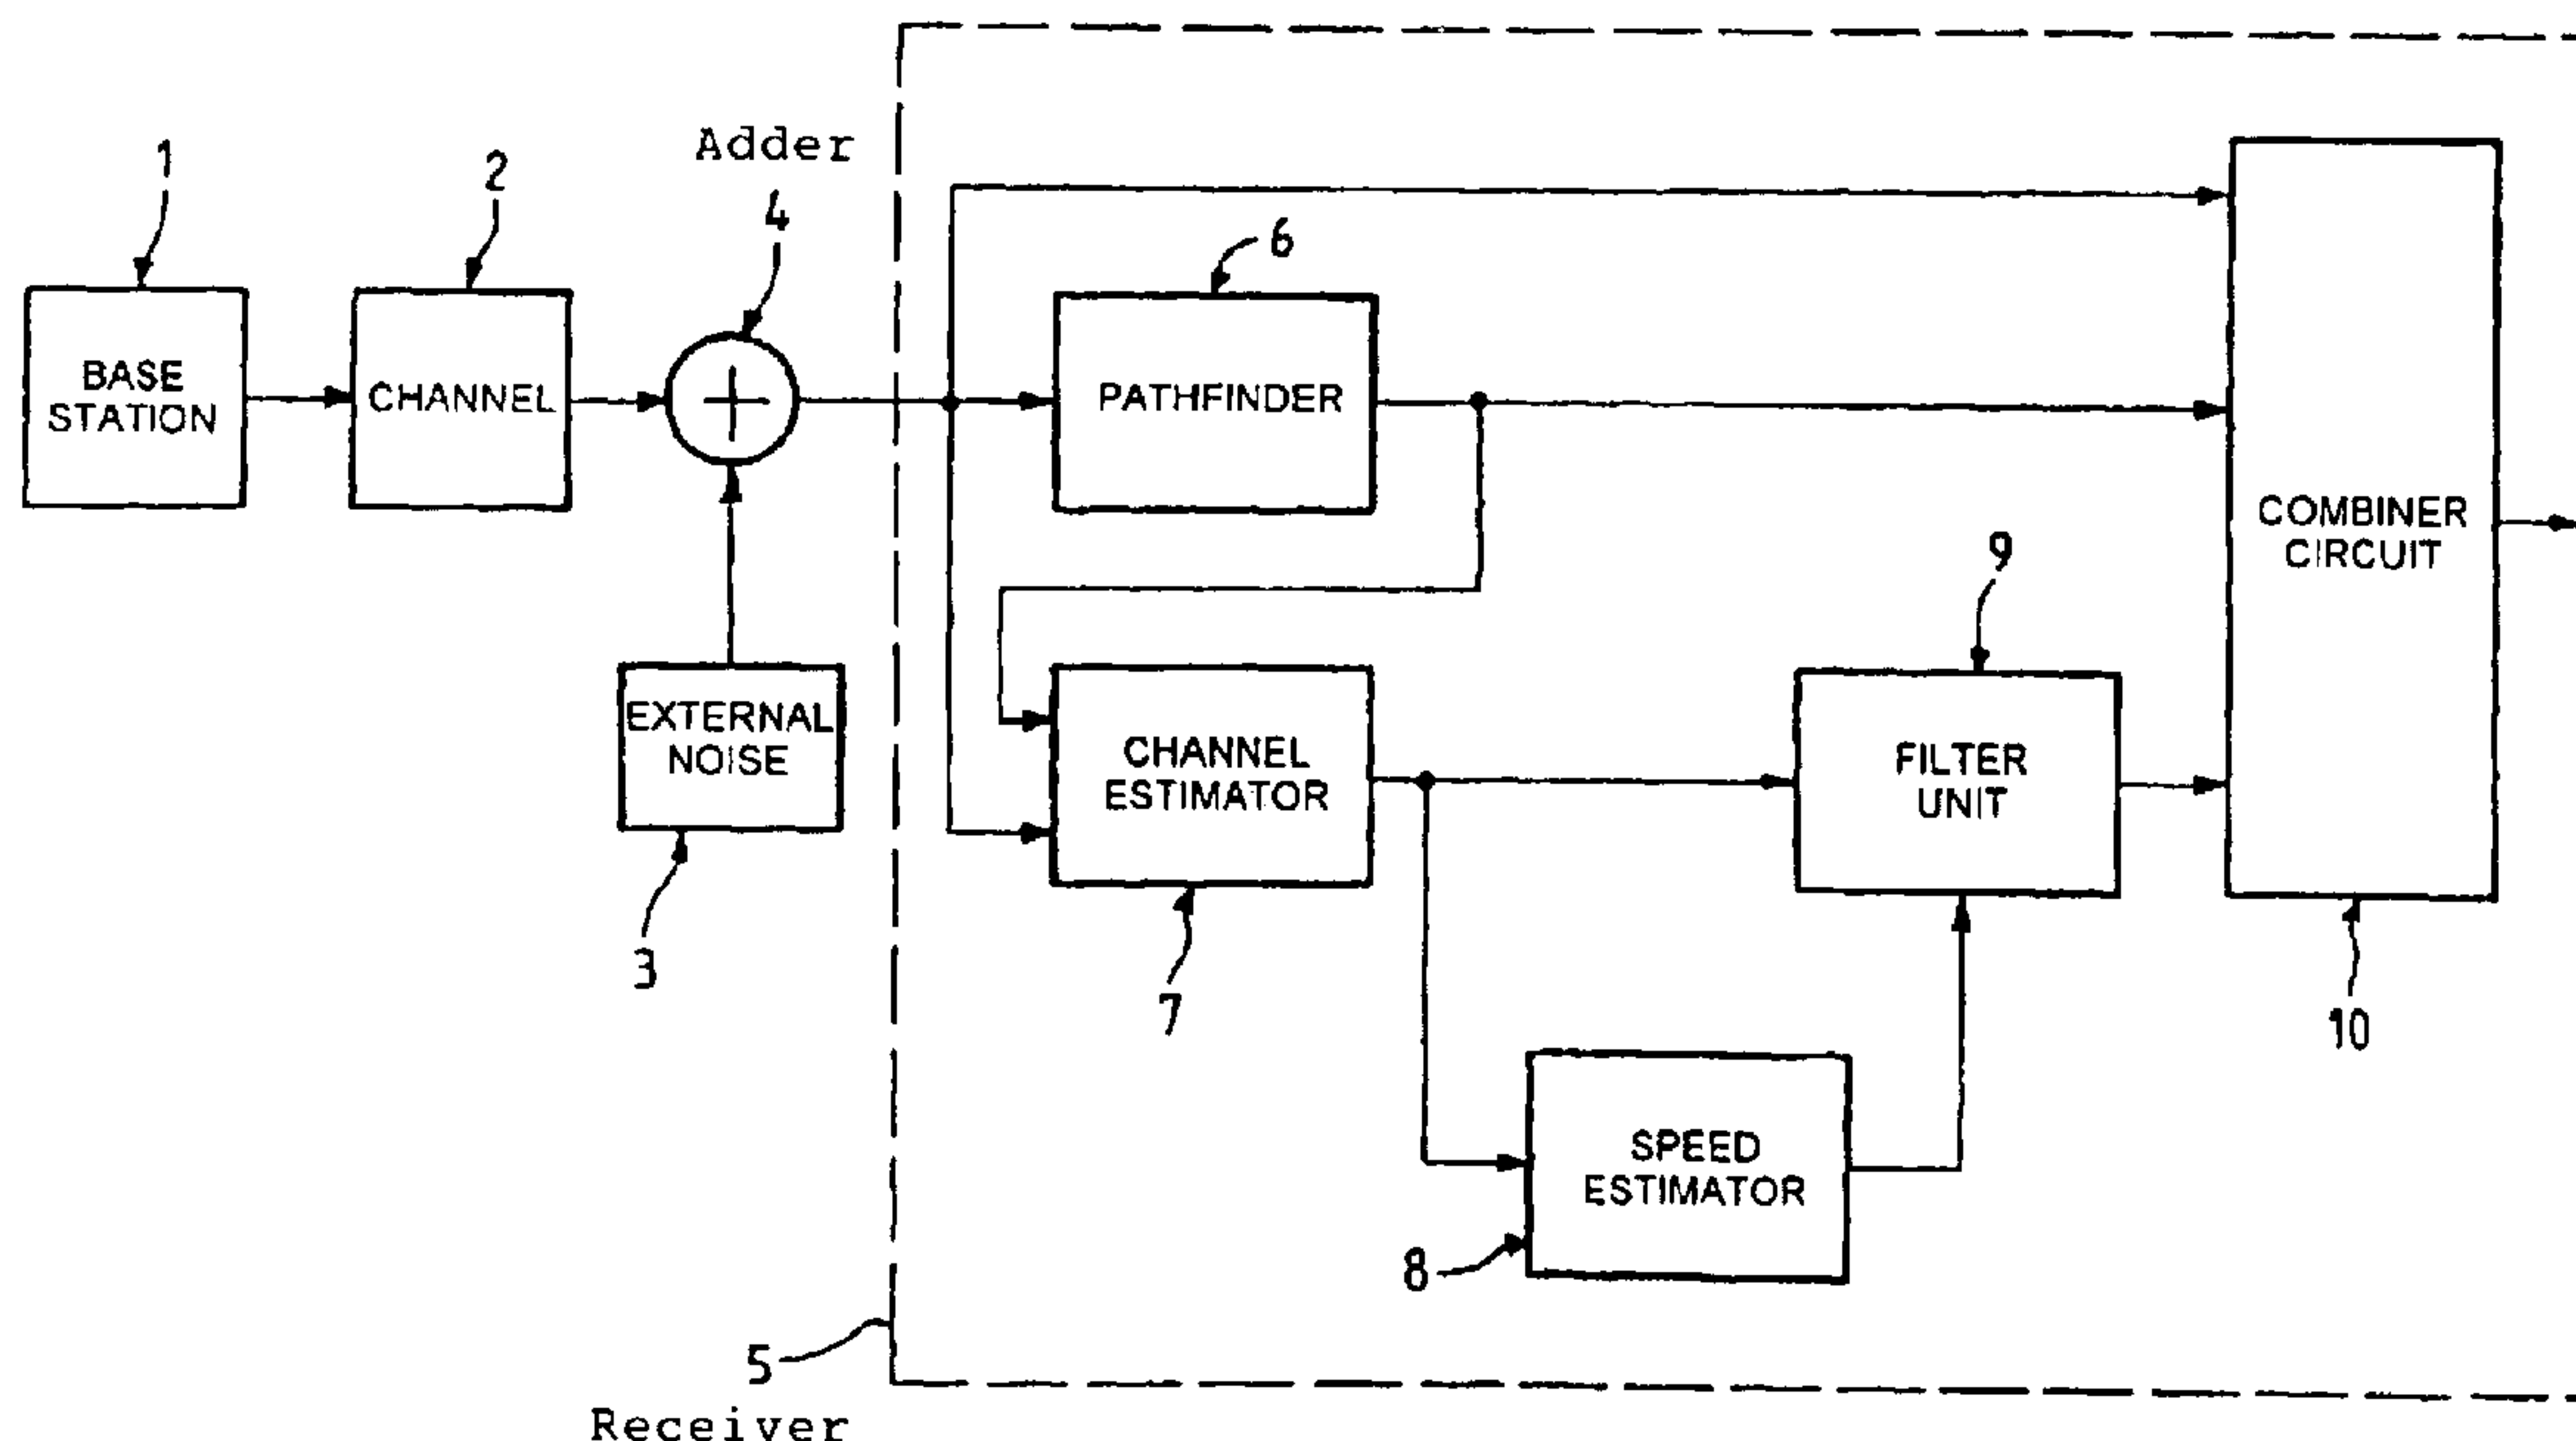 Adder
1
2
4
6
BASE
STATION
CHANNEL
PATHFINDER
COMBINER
CIRCUIT
9
EXTERNAL
NOISE
CHANNEL
ESTIMATOR
FILTER
UNIT
3
7
10
SPEED
ESTIMATOR
8
5
Receiver